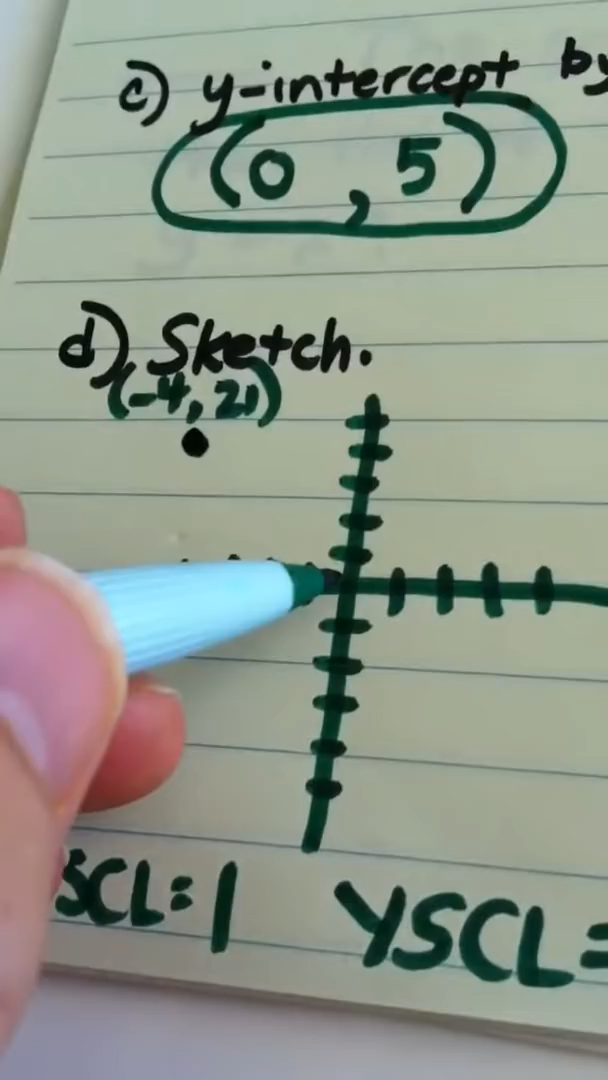 c) y-intercept by
(0, 5)
d) Sketch.
(-4, 21)
SCL=1 YSCL=